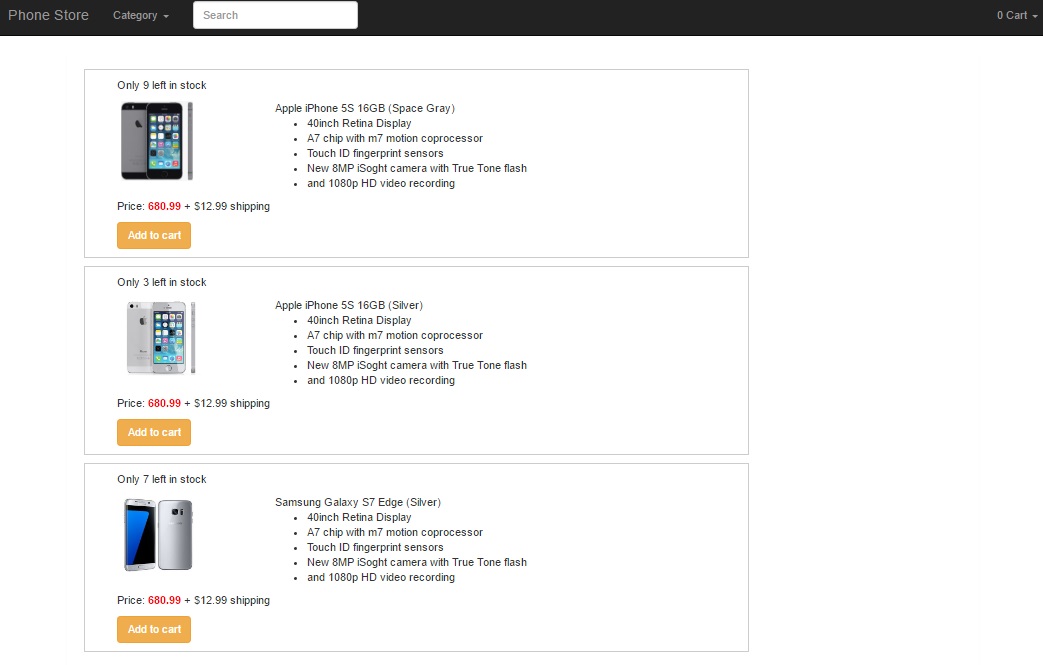 Phone Store Category Search 0 Cart
Only 9 left in stock
Apple iPhone 5S 16GB (Space Gray)
40inch Retina Display
A7 chip with m7 motion coprocessor
Touch ID fingerprint sensors
New 8MP iSoght camera with True Tone flash
and 1080p HD video recording
Price: 680.99 + $12.99 shipping
Add to cart
Only 3 left in stock
Apple iPhone 5S 16GB (Silver)
40inch Retina Display
A7 chip with m7 motion coprocessor
Touch ID fingerprint sensors
New 8MP iSoght camera with True Tone flash
and 1080p HD video recording
Price: 680.99 + $12.99 shipping
Add to cart
Only 7 left in stock
Samsung Galaxy S7 Edge (Silver)
40inch Retina Display
A7 chip with m7 motion coprocessor
Touch ID fingerprint sensors
New 8MP iSoght camera with True Tone flash
and 1080p HD video recording
Price: 680.99 + $12.99 shipping
Add to cart